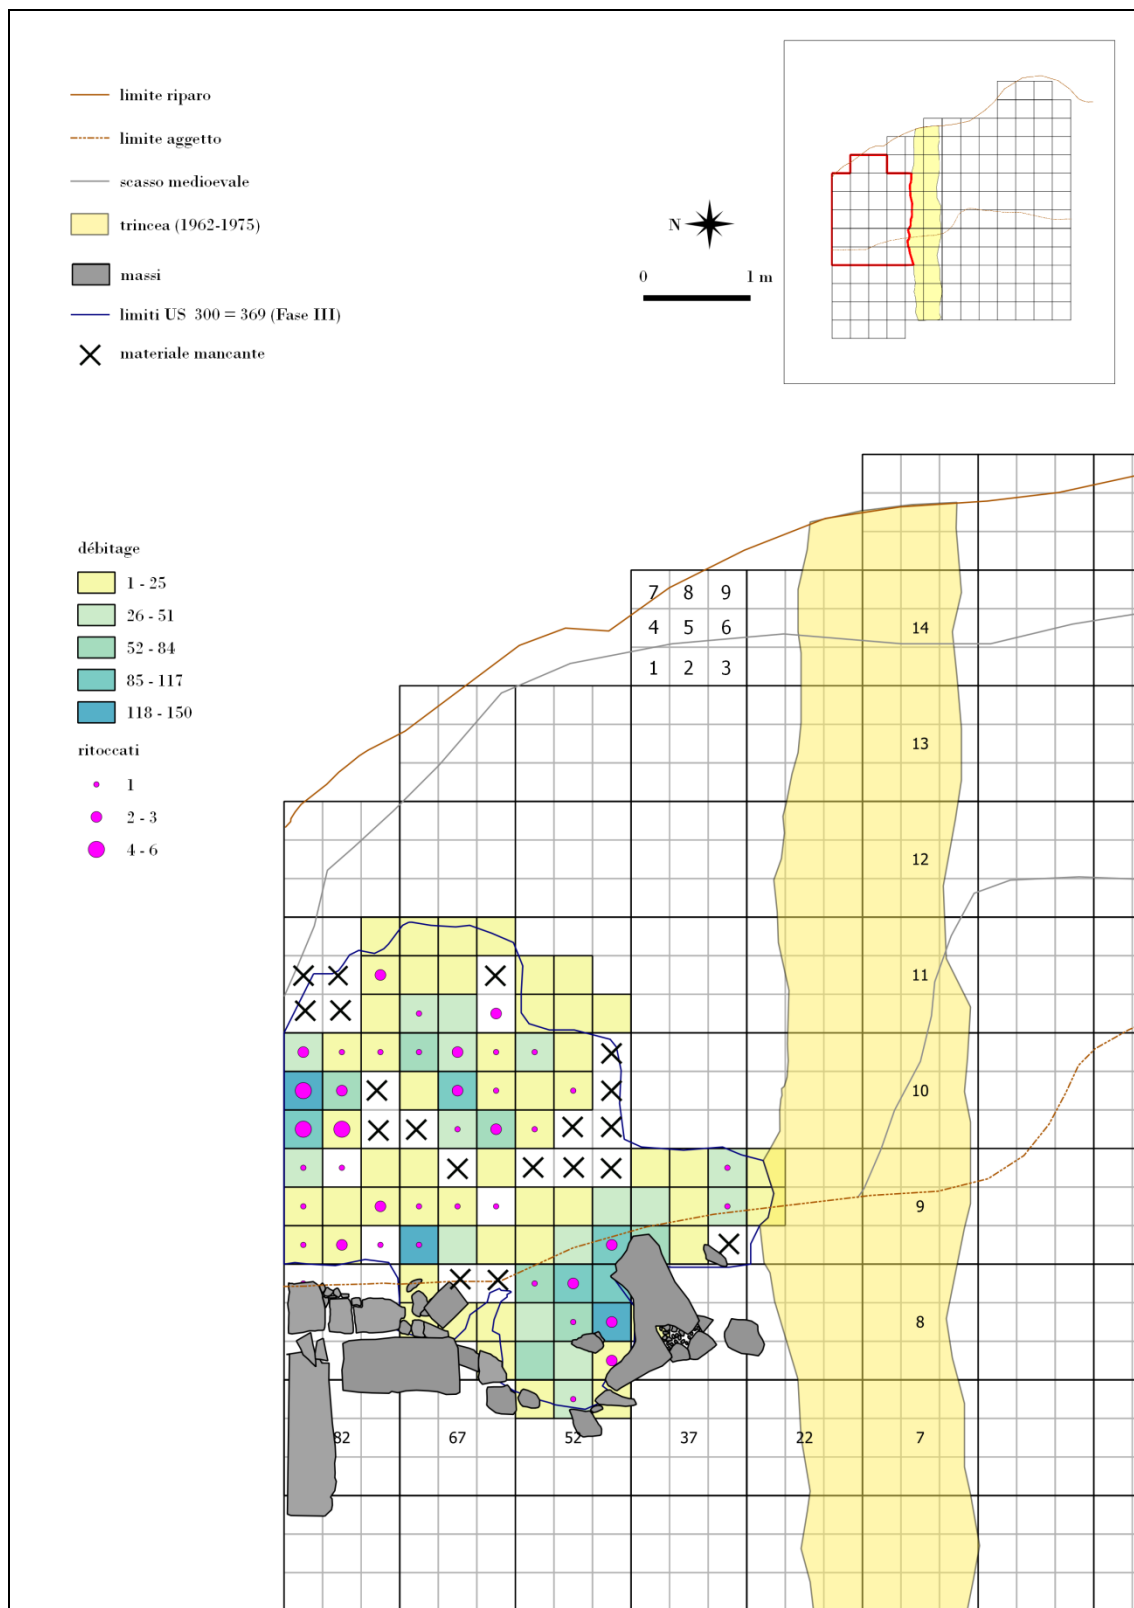 limite riparo
limite aggetto
scasso medioevale
trincea (1962-1975)
massi
limiti US 300 = 369 (Fase III)
materiale mancante
N
0 1 m
débitage
1 - 25
26 - 51
52 - 84
85 - 117
118 - 150
ritoccati
1
2 - 3
4 - 6
7 8 9
4 5 6
1 2 3
14
13
12
11
10
9
8
82 67 52 37 22 7